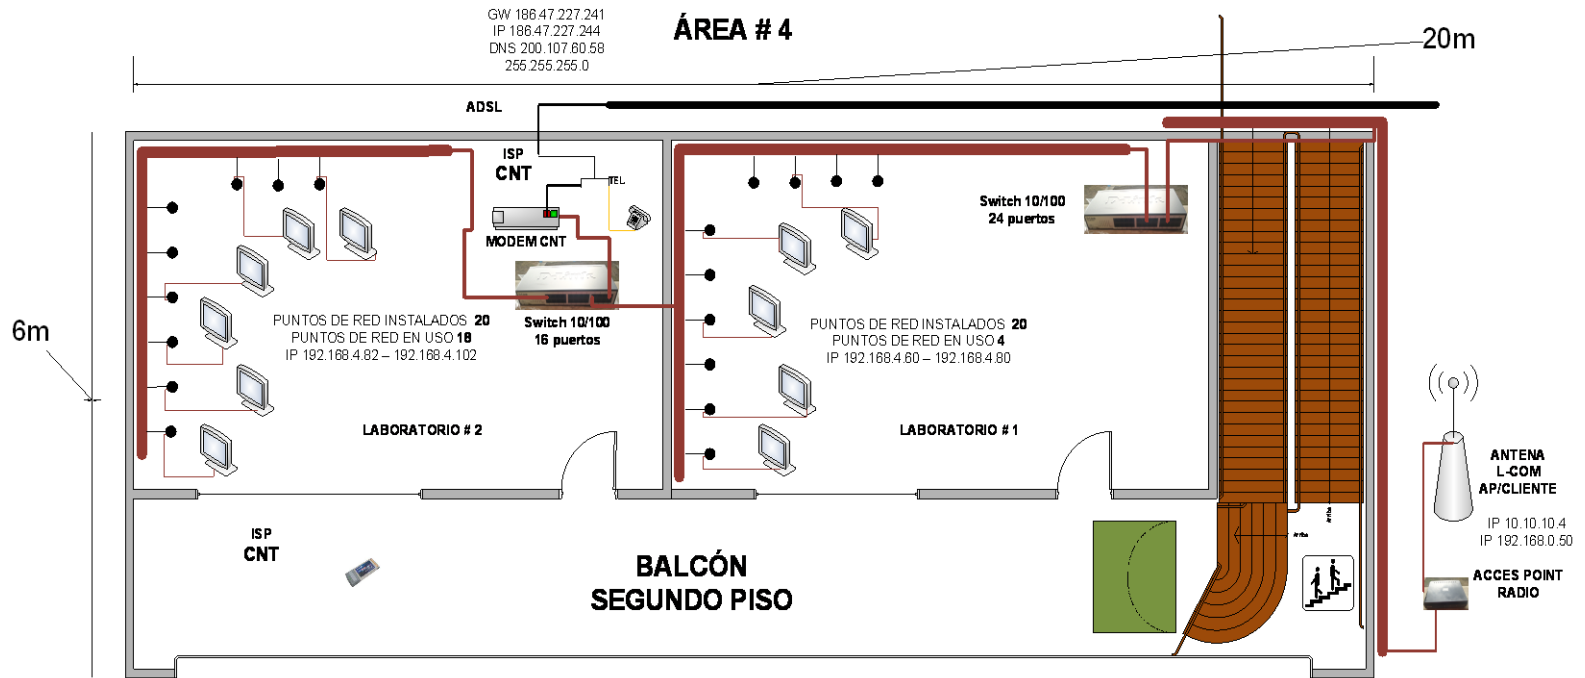 GW 186.47.227.241
IP 186.47.227.244
DNS 200.107.60.58
255.255.255.0
ÁREA # 4
20m
ADSL
ISP
CNT
TEL.
MODEM CNT
Switch 10/100
16 puertos
Switch 10/100
24 puertos
6m
PUNTOS DE RED INSTALADOS 20
PUNTOS DE RED EN USO 18
IP 192.168.4.82 – 192.168.4.102
PUNTOS DE RED INSTALADOS 20
PUNTOS DE RED EN USO 4
IP 192.168.4.60 – 192.168.4.80
LABORATORIO # 2
LABORATORIO # 1
ANTENA
L-COM
AP/CLIENTE
IP 10.10.10.4
IP 192.168.0.50
ACCES POINT
RADIO
Arriba
Arriba
ISP
CNT
BALCÓN
SEGUNDO PISO